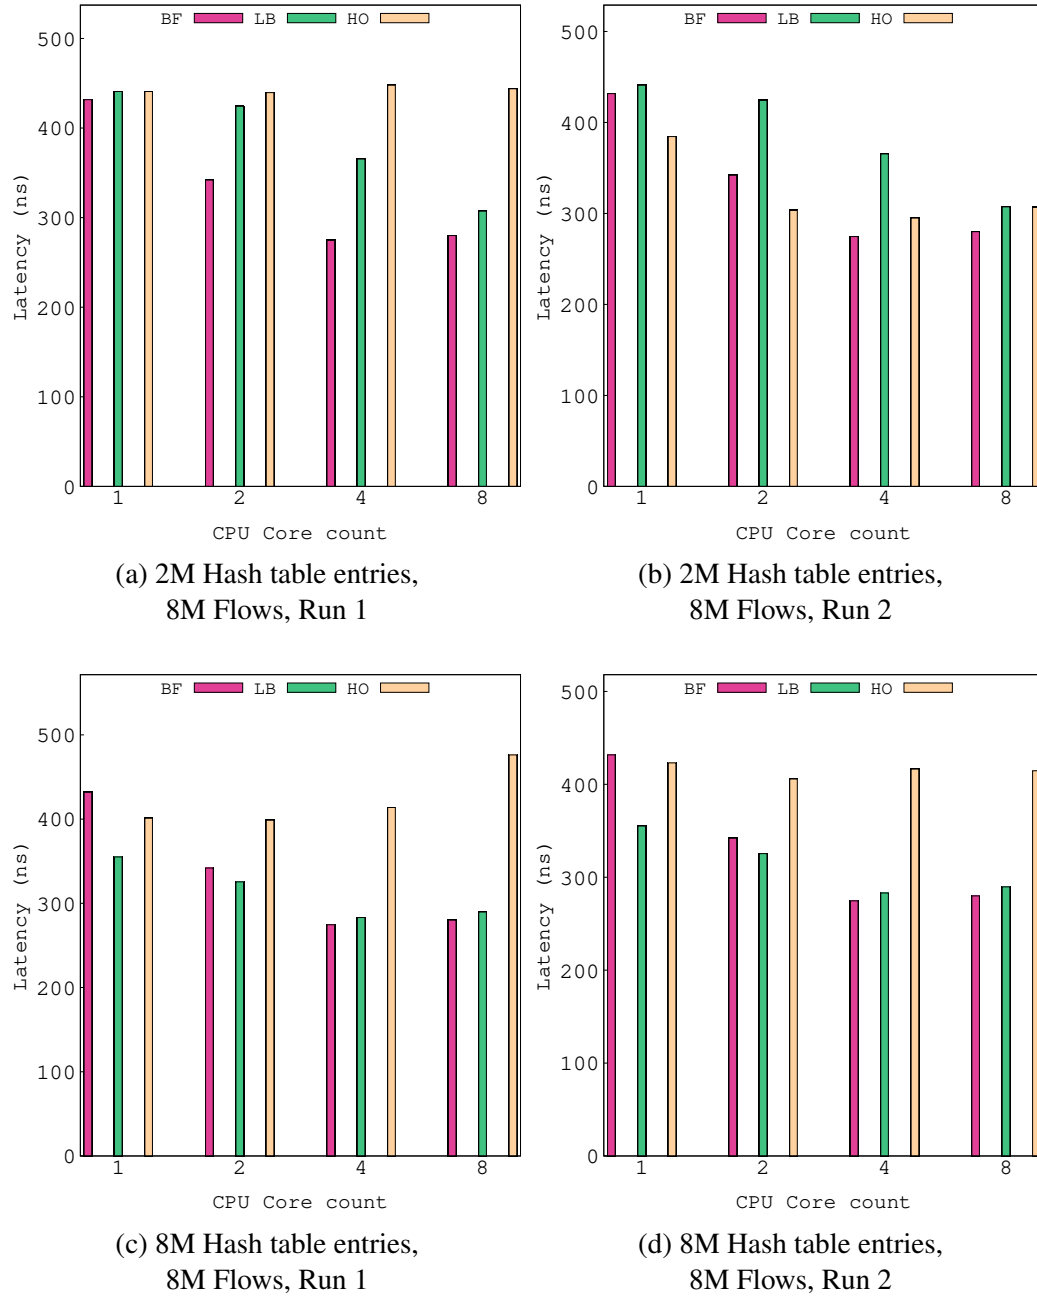 BF LB HO
500
400
300
200
100
0
Latency (ns)
1 2 4 8
CPU Core count
(a) 2M Hash table entries,
8M Flows, Run 1
BF LB HO
500
400
300
200
100
0
Latency (ns)
1 2 4 8
CPU Core count
(b) 2M Hash table entries,
8M Flows, Run 2
BF LB HO
500
400
300
200
100
0
Latency (ns)
1 2 4 8
CPU Core count
(c) 8M Hash table entries,
8M Flows, Run 1
BF LB HO
500
400
300
200
100
0
Latency (ns)
1 2 4 8
CPU Core count
(d) 8M Hash table entries,
8M Flows, Run 2